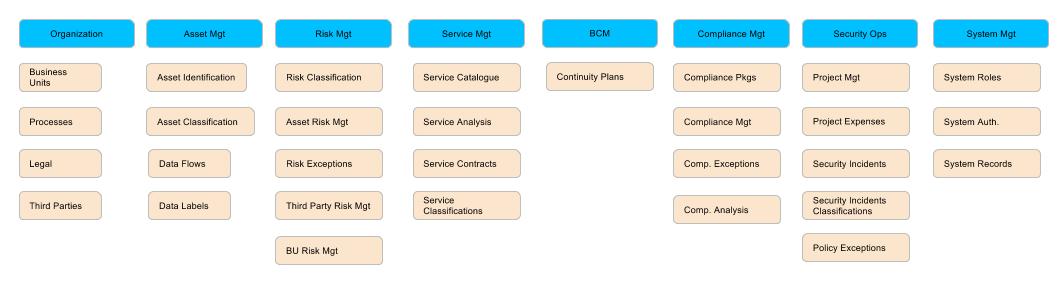 Organization
Asset Mgt
Risk Mgt
Service Mgt
BCM
Compliance Mgt
Security Ops
System Mgt
Business
Units
Asset Identification
Risk Classification
Service Catalogue
Continuity Plans
Compliance Pkgs
Project Mgt
System Roles
Processes
Asset Classification
Asset Risk Mgt
Service Analysis
Compliance Mgt
Project Expenses
System Auth.
Legal
Data Flows
Risk Exceptions
Service Contracts
Comp. Exceptions
Security Incidents
System Records
Third Parties
Data Labels
Third Party Risk Mgt
Service
Classifications
Comp. Analysis
Security Incidents
Classifications
BU Risk Mgt
Policy Exceptions